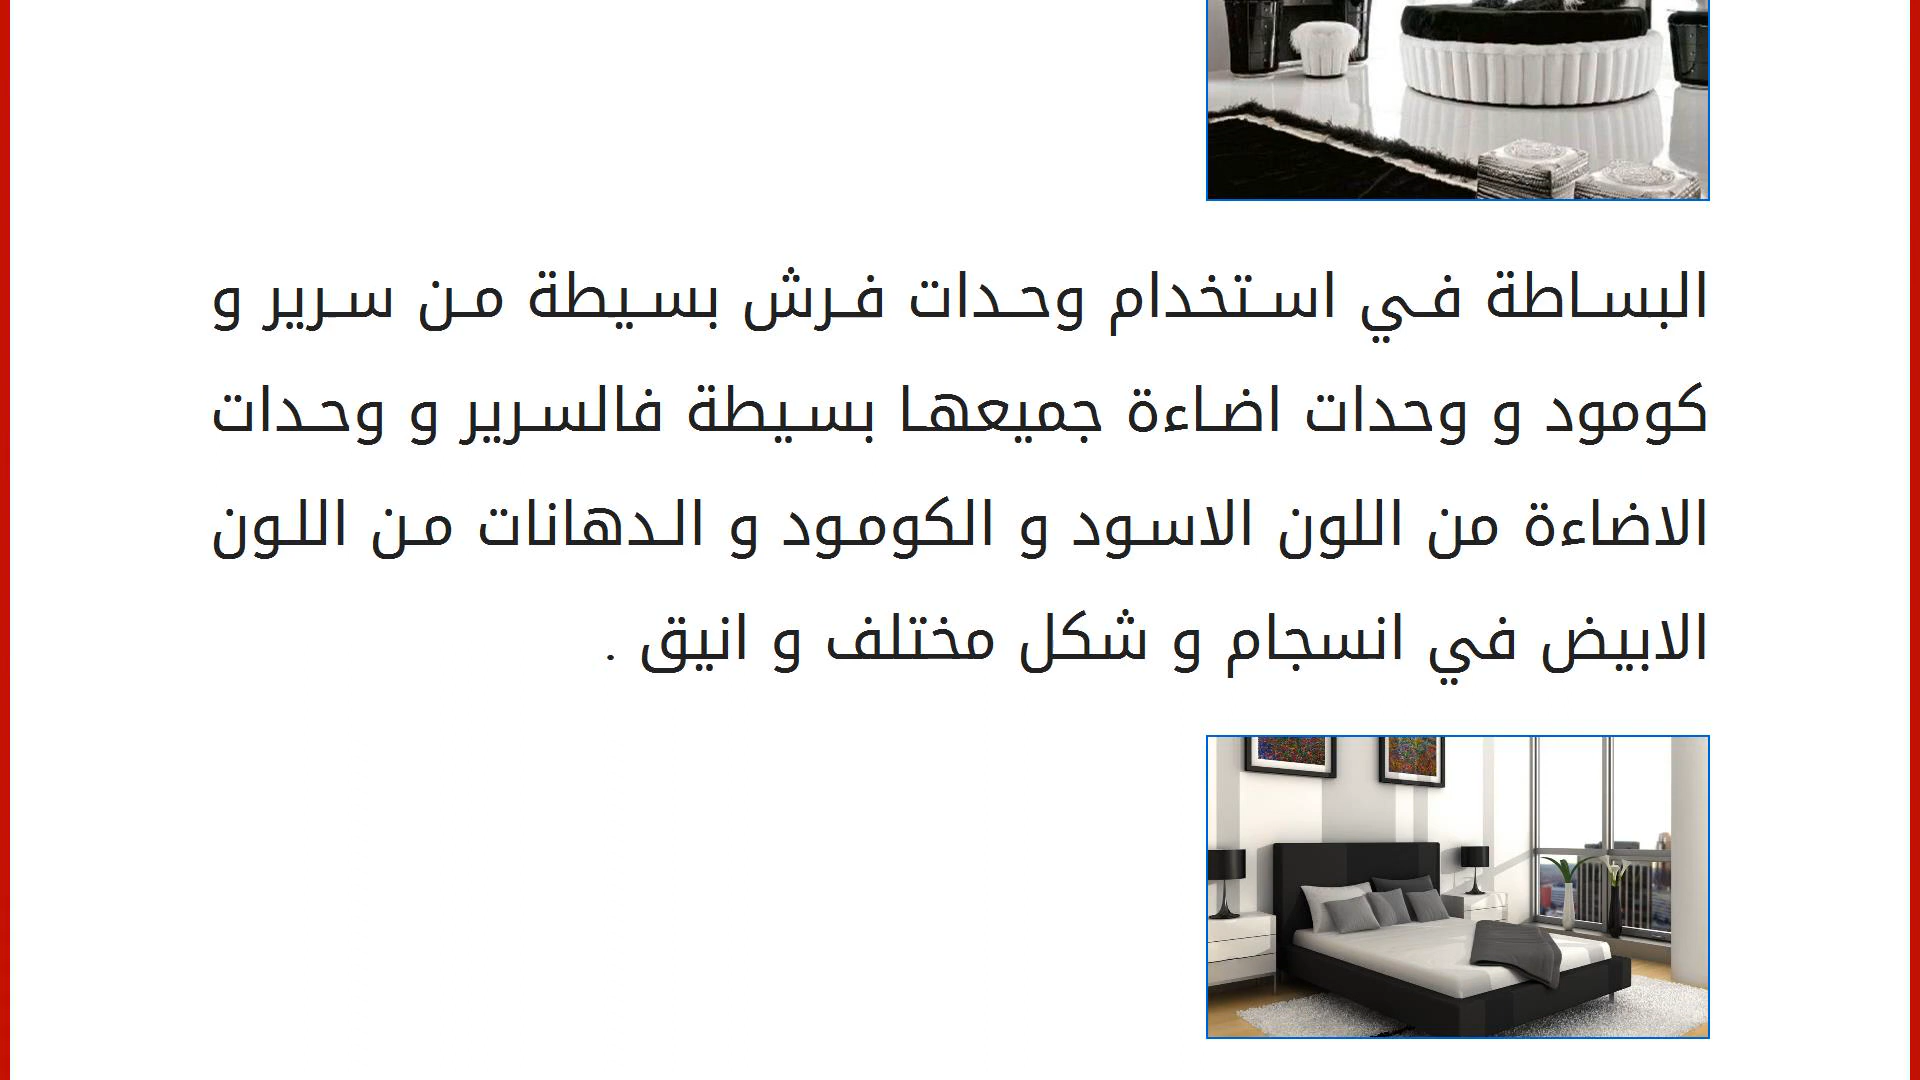 البساطة في استخدام وحدات فرش بسيطة من سرير و
كومود و وحدات اضاءة جميعها بسيطة فالسرير و وحدات
الاضاءة من اللون الاسود و الكومود و الدهانات من اللون
الابيض في انسجام و شكل مختلف و انيق .